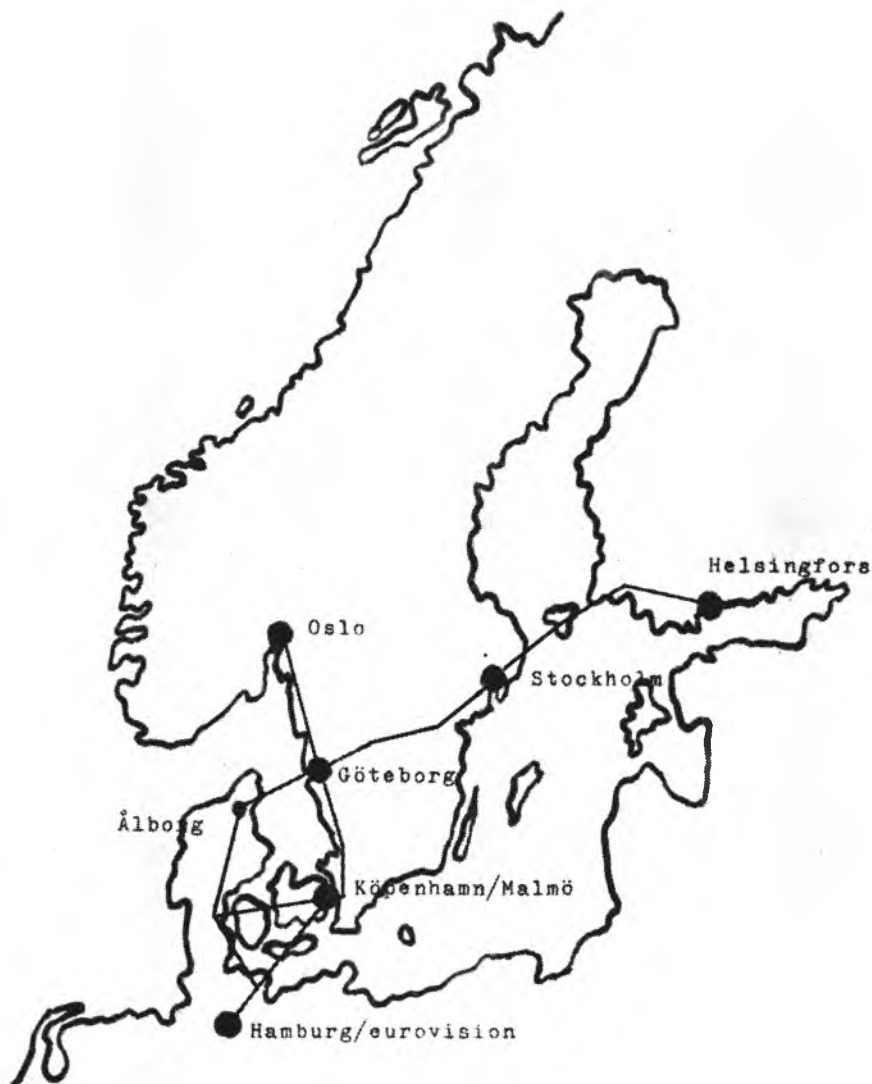 Helsingfors
Oslo
Stockholm
Göteborg
Ålborg
Köpenhamn/Malmö
Hamburg/eurovision